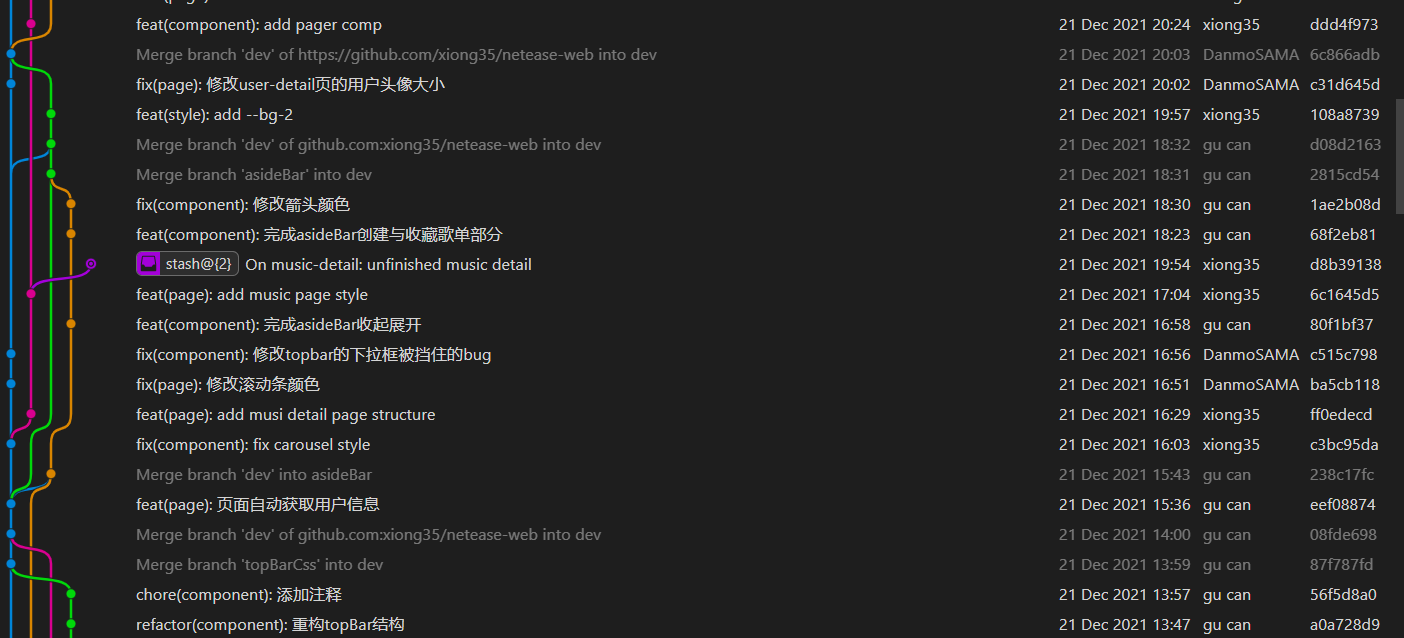 feat(component): add pager comp 21 Dec 2021 20:24 xiong35 ddd4f973
Merge branch 'dev' of https://github.com/xiong35/netease-web into dev 21 Dec 2021 20:03 DanmoSAMA 6c866adb
fix(page): 修改user-detail页的用户头像大小 21 Dec 2021 20:02 DanmoSAMA c31d645d
feat(style): add --bg-2 21 Dec 2021 19:57 xiong35 108a8739
Merge branch 'dev' of github.com:xiong35/netease-web into dev 21 Dec 2021 18:32 gu can d08d2163
Merge branch 'asideBar' into dev 21 Dec 2021 18:31 gu can 2815cd54
fix(component): 修改箭头颜色 21 Dec 2021 18:30 gu can 1ae2b08d
feat(component): 完成asideBar创建与收藏歌单部分 21 Dec 2021 18:23 gu can 68f2eb81
stash@{2} On music-detail: unfinished music detail 21 Dec 2021 19:54 xiong35 d8b39138
feat(page): add music page style 21 Dec 2021 17:04 xiong35 6c1645d5
feat(component): 完成asideBar收起展开 21 Dec 2021 16:58 gu can 80f1bf37
fix(component): 修改topbar的下拉框被挡住的bug 21 Dec 2021 16:56 DanmoSAMA c515c798
fix(page): 修改滚动条颜色 21 Dec 2021 16:51 DanmoSAMA ba5cb118
feat(page): add musi detail page structure 21 Dec 2021 16:29 xiong35 ff0edecd
fix(component): fix carousel style 21 Dec 2021 16:03 xiong35 c3bc95da
Merge branch 'dev' into asideBar 21 Dec 2021 15:43 gu can 238c17fc
feat(page): 页面自动获取用户信息 21 Dec 2021 15:36 gu can eef08874
Merge branch 'dev' of github.com:xiong35/netease-web into dev 21 Dec 2021 14:00 gu can 08fde698
Merge branch 'topBarCss' into dev 21 Dec 2021 13:59 gu can 87f787fd
chore(component): 添加注释 21 Dec 2021 13:57 gu can 56f5d8a0
refactor(component): 重构topBar结构 21 Dec 2021 13:47 gu can a0a728d9